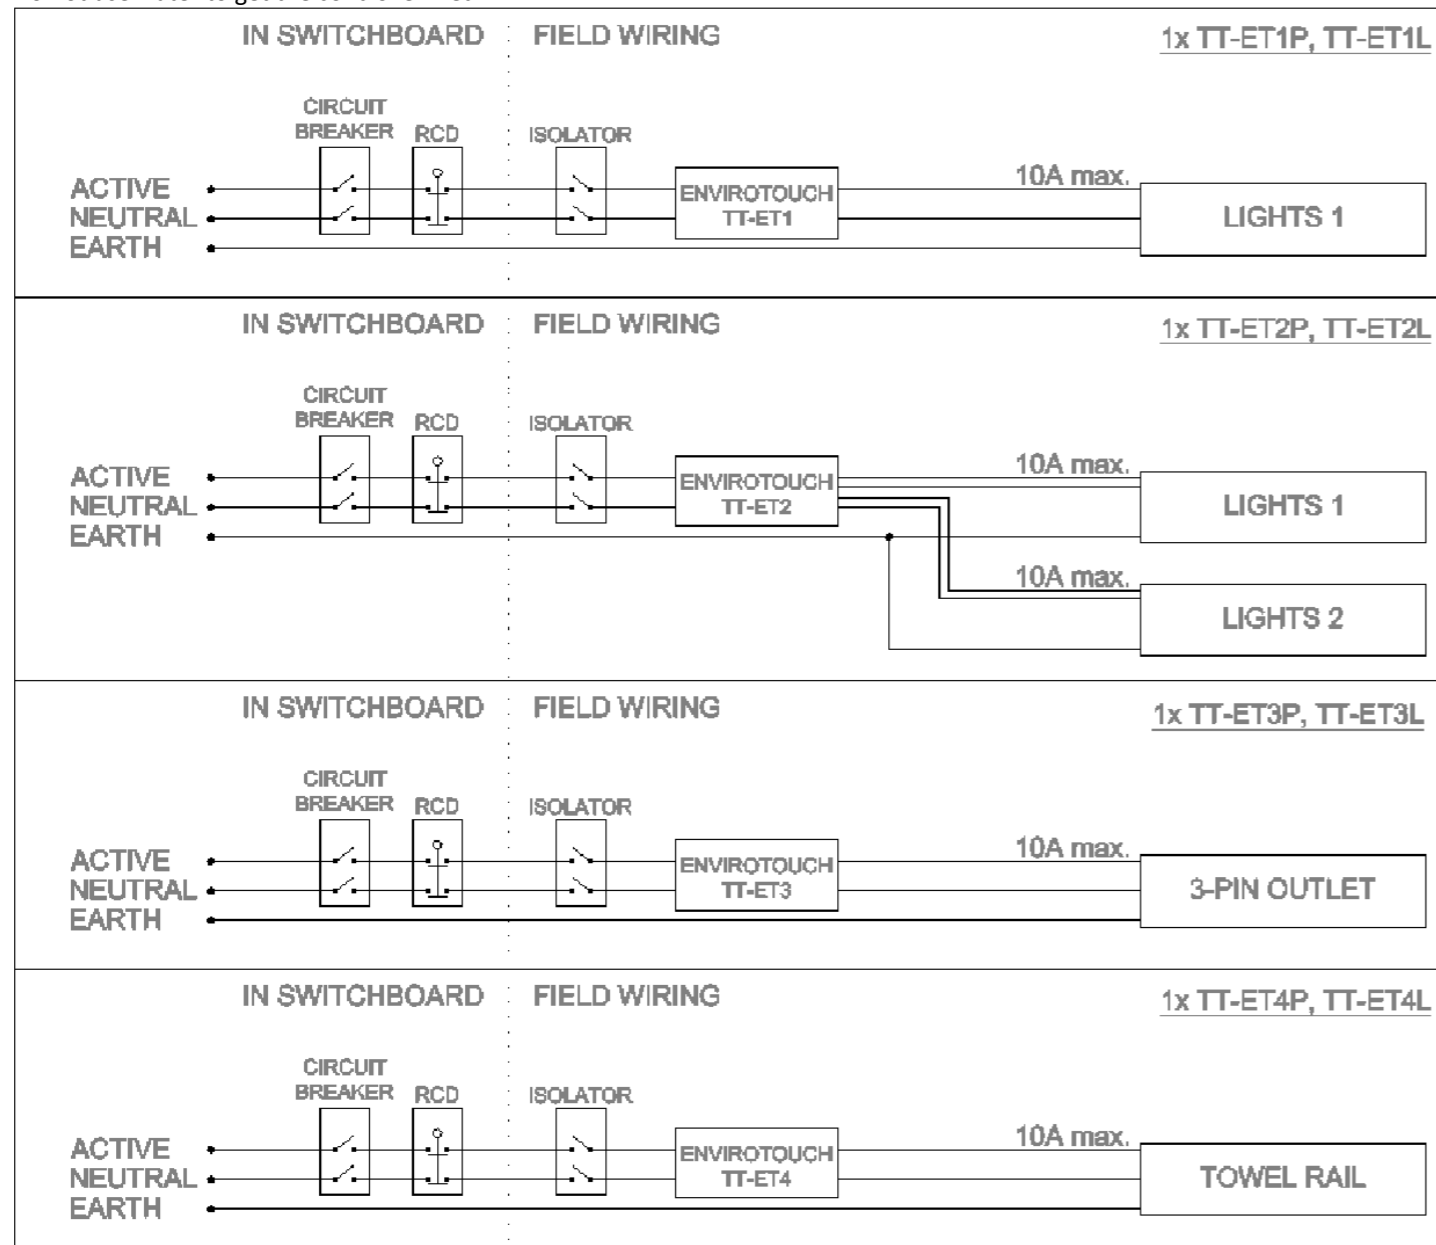 IN SWITCHBOARD FIELD WIRING 1x TT-ET1P, TT-ET1L
CIRCUIT
BREAKER RCD ISOLATOR
10A max.
ACTIVE
NEUTRAL
EARTH
ENVIROTOUCH
TT-ET1
LIGHTS 1
IN SWITCHBOARD FIELD WIRING 1x TT-ET2P, TT-ET2L
CIRCUIT
BREAKER RCD ISOLATOR
10A max.
ACTIVE
NEUTRAL
EARTH
ENVIROTOUCH
TT-ET2
LIGHTS 1
10A max.
LIGHTS 2
IN SWITCHBOARD FIELD WIRING 1x TT-ET3P, TT-ET3L
CIRCUIT
BREAKER RCD ISOLATOR
10A max.
ACTIVE
NEUTRAL
EARTH
ENVIROTOUCH
TT-ET3
3-PIN OUTLET
IN SWITCHBOARD FIELD WIRING 1x TT-ET4P, TT-ET4L
CIRCUIT
BREAKER RCD ISOLATOR
10A max.
ACTIVE
NEUTRAL
EARTH
ENVIROTOUCH
TT-ET4
TOWEL RAIL